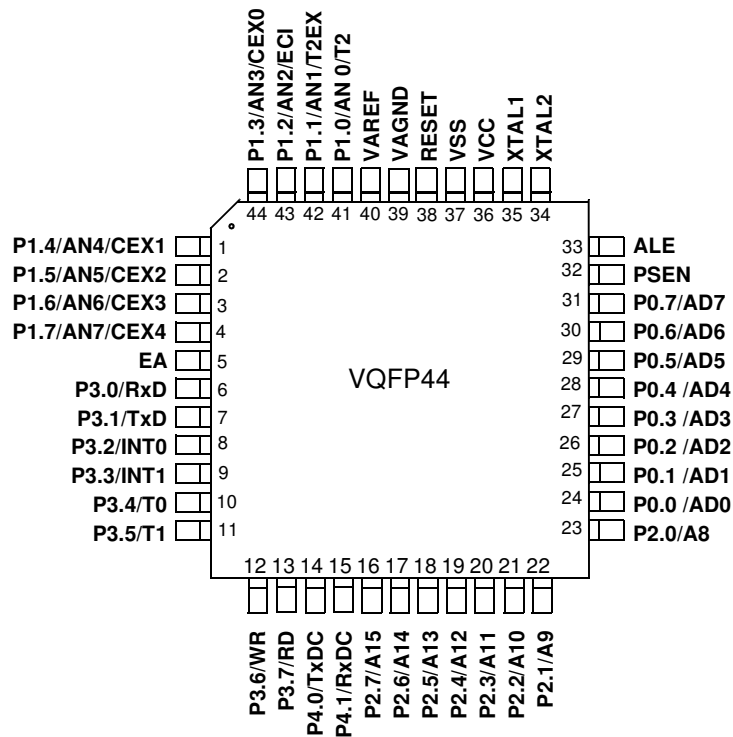 P1.3/AN3/CEX0
P1.2/AN2/ECI
P1.1/AN1/T2EX
P1.0/AN 0/T2
VAREF
VAGND
RESET
VSS
VCC
XTAL1
XTAL2
44 43 42 41 40 39 38 37 36 35 34
P1.4/AN4/CEX1 1 33 ALE
P1.5/AN5/CEX2 2 32 PSEN
P1.6/AN6/CEX3 3 31 P0.7/AD7
P1.7/AN7/CEX4 4 30 P0.6/AD6
EA 5 29 P0.5/AD5
P3.0/RxD 6 28 P0.4 /AD4
P3.1/TxD 7 27 P0.3 /AD3
P3.2/INT0 8 26 P0.2 /AD2
P3.3/INT1 9 25 P0.1 /AD1
P3.4/T0 10 24 P0.0 /AD0
P3.5/T1 11 23 P2.0/A8
VQFP44
12 13 14 15 16 17 18 19 20 21 22
P3.6/WR
P3.7/RD
P4.0/TxDC
P4.1/RxDC
P2.7/A15
P2.6/A14
P2.5/A13
P2.4/A12
P2.3/A11
P2.2/A10
P2.1/A9